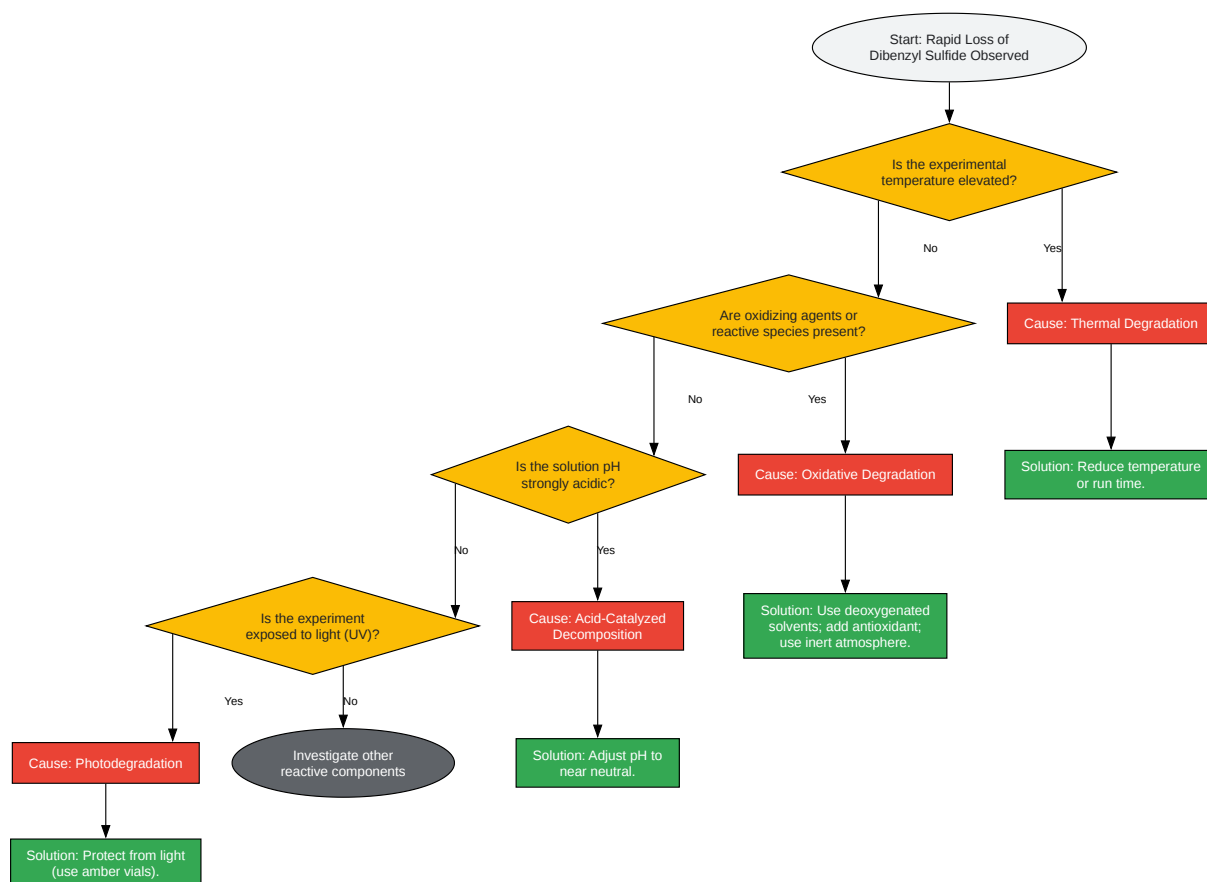 Start: Rapid Loss of
Dibenzyl Sulfide Observed
Is the experimental
temperature elevated?
No
Yes
Are oxidizing agents or
reactive species present?
Cause: Thermal Degradation
No
Yes
Is the solution pH
strongly acidic?
Cause: Oxidative Degradation
Solution: Reduce temperature
or run time.
No
Yes
Is the experiment
exposed to light (UV)?
Cause: Acid-Catalyzed
Decomposition
Solution: Use deoxygenated
solvents; add antioxidant;
use inert atmosphere.
Yes
No
Cause: Photodegradation
Investigate other
reactive components
Solution: Adjust pH to
near neutral.
Solution: Protect from light
(use amber vials).